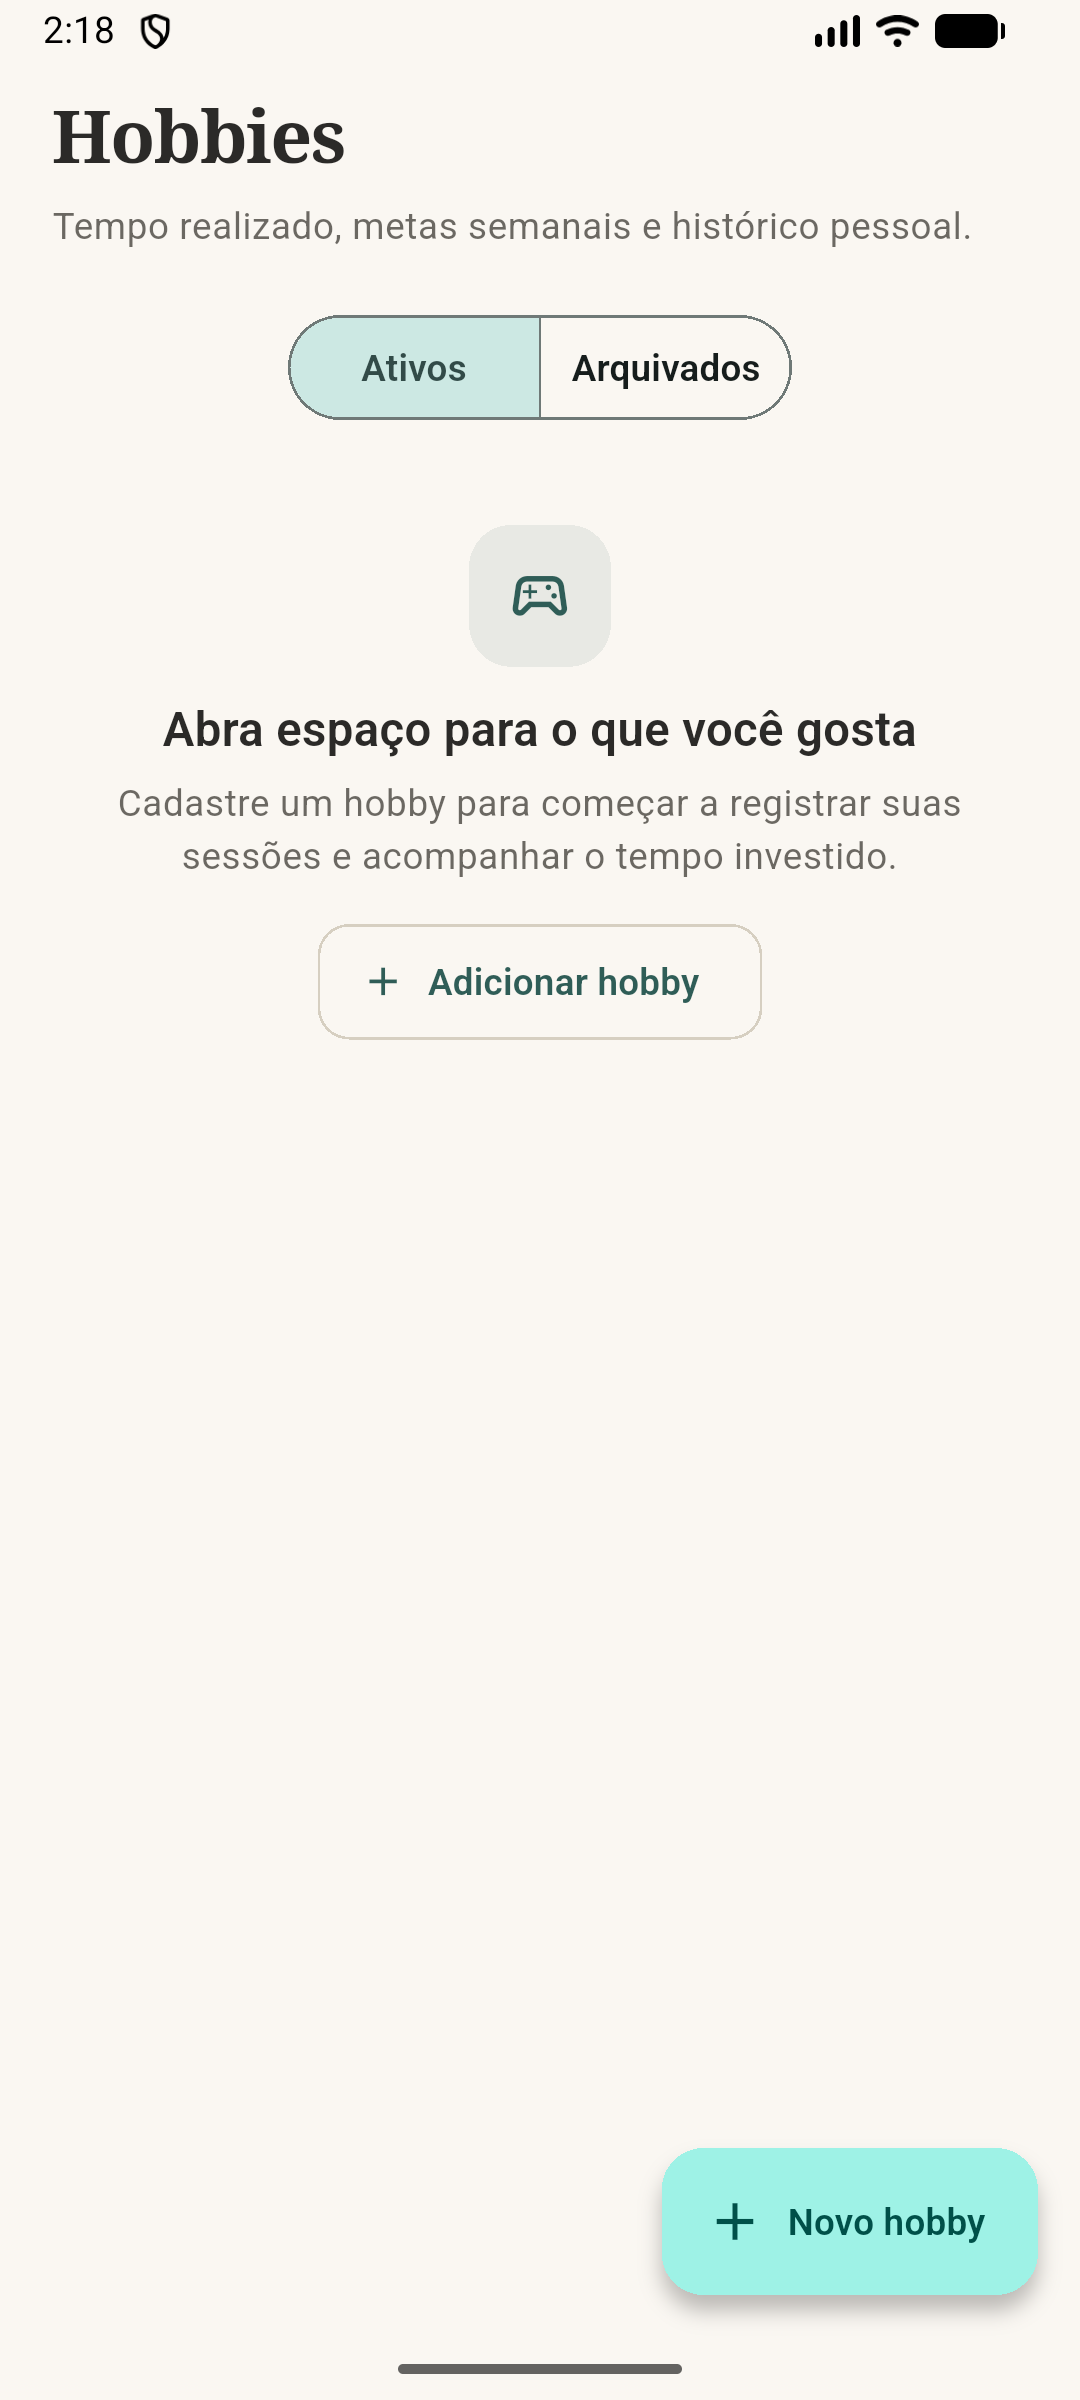 2:18
Hobbies
Tempo realizado, metas semanais e histórico pessoal.
Ativos
Arquivados
Abra espaço para o que você gosta
Cadastre um hobby para começar a registrar suas
sessões e acompanhar o tempo investido.
Adicionar hobby
Novo hobby